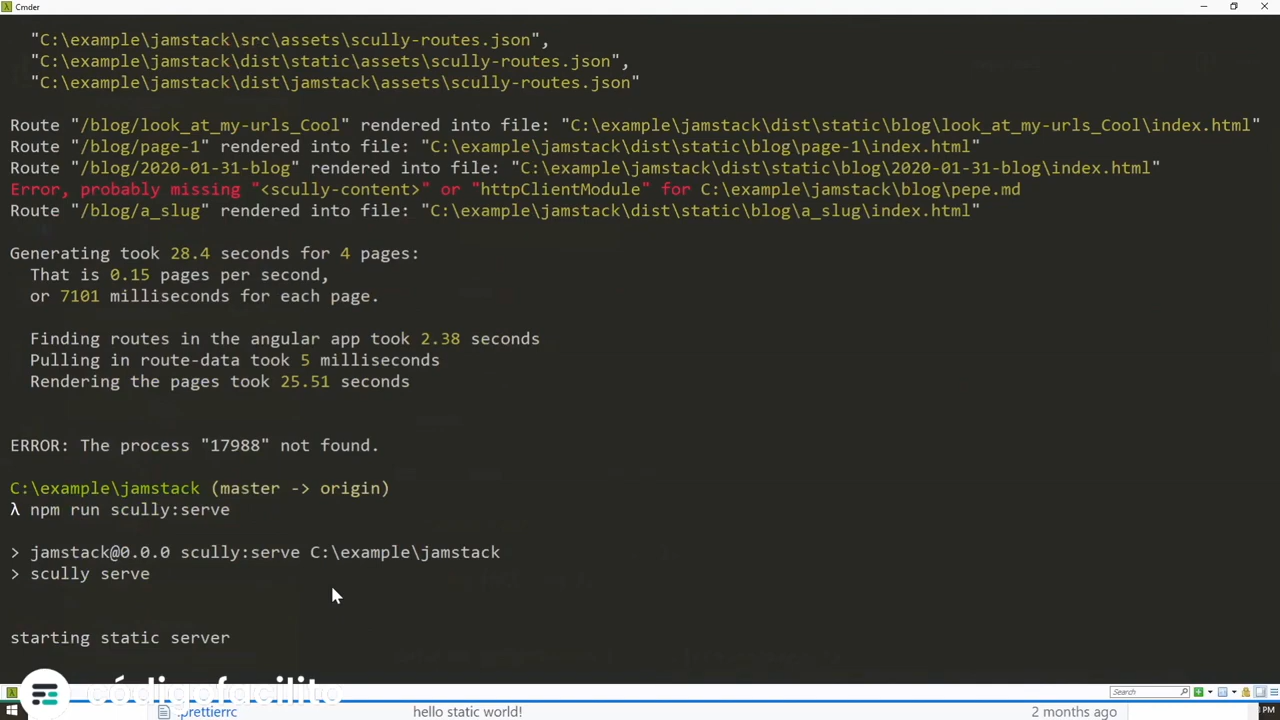 Cmder
"C:\example\jamstack\src\assets\scully-routes.json",
"C:\example\jamstack\dist\static\assets\scully-routes.json",
"C:\example\jamstack\dist\jamstack\assets\scully-routes.json"
Route "/blog/look_at_my-urls_Cool" rendered into file: "C:\example\jamstack\dist\static\blog\look_at_my-urls_Cool\index.html"
Route "/blog/page-1" rendered into file: "C:\example\jamstack\dist\static\blog\page-1\index.html"
Route "/blog/2020-01-31-blog" rendered into file: "C:\example\jamstack\dist\static\blog\2020-01-31-blog\index.html"
Error, probably missing "<scully-content>" or "httpClientModule" for C:\example\jamstack\blog\pepe.md
Route "/blog/a_slug" rendered into file: "C:\example\jamstack\dist\static\blog\a_slug\index.html"
Generating took 28.4 seconds for 4 pages:
That is 0.15 pages per second,
or 7101 milliseconds for each page.
Finding routes in the angular app took 2.38 seconds
Pulling in route-data took 5 milliseconds
Rendering the pages took 25.51 seconds
ERROR: The process "17988" not found.
C:\example\jamstack (master -> origin)
λ npm run scully:serve
> jamstack@0.0.0 scully:serve C:\example\jamstack
> scully serve
starting static server
códigofacilito
Search
.prettierrc hello static world! 2 months ago PM